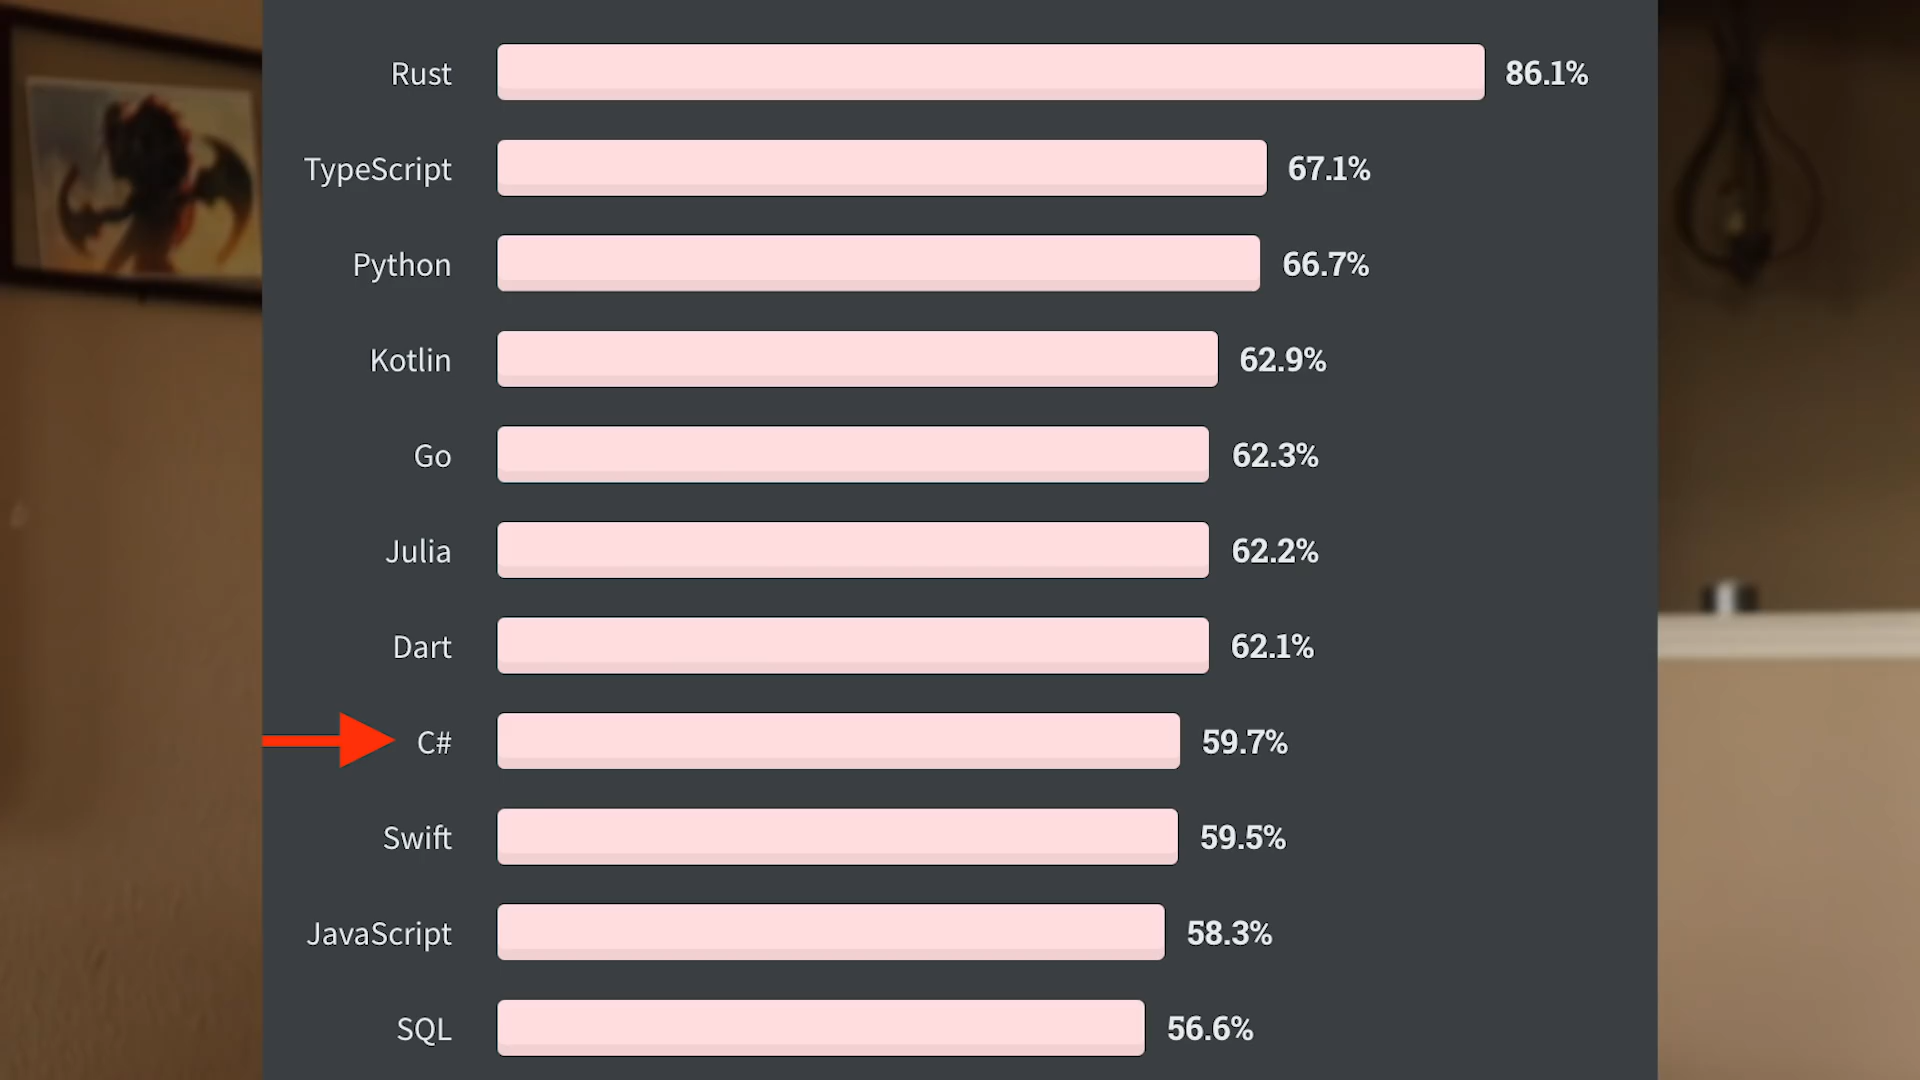 Rust 86.1%
TypeScript 67.1%
Python 66.7%
Kotlin 62.9%
Go 62.3%
Julia 62.2%
Dart 62.1%
C# 59.7%
Swift 59.5%
JavaScript 58.3%
SQL 56.6%